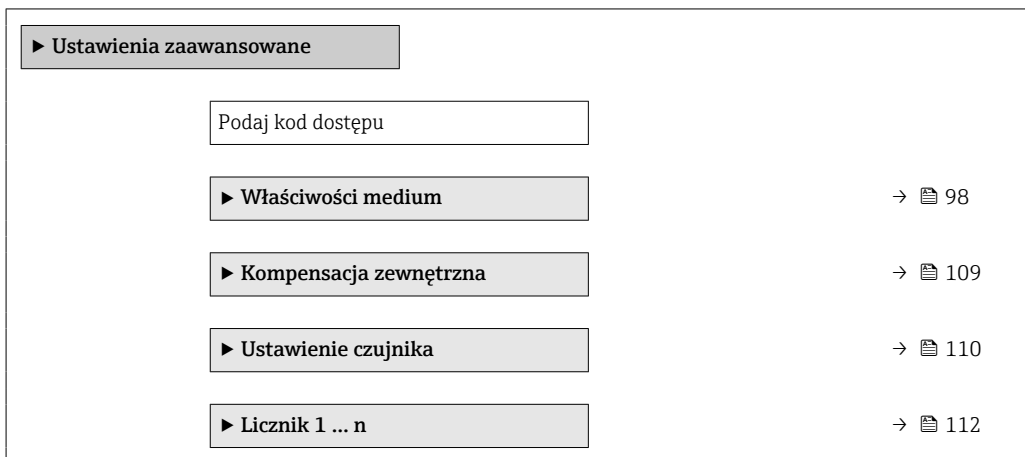 ▶ Ustawienia zaawansowane
Podaj kod dostępu
▶ Właściwości medium → 98
▶ Kompensacja zewnętrzna → 109
▶ Ustawienie czujnika → 110
▶ Licznik 1 … n → 112